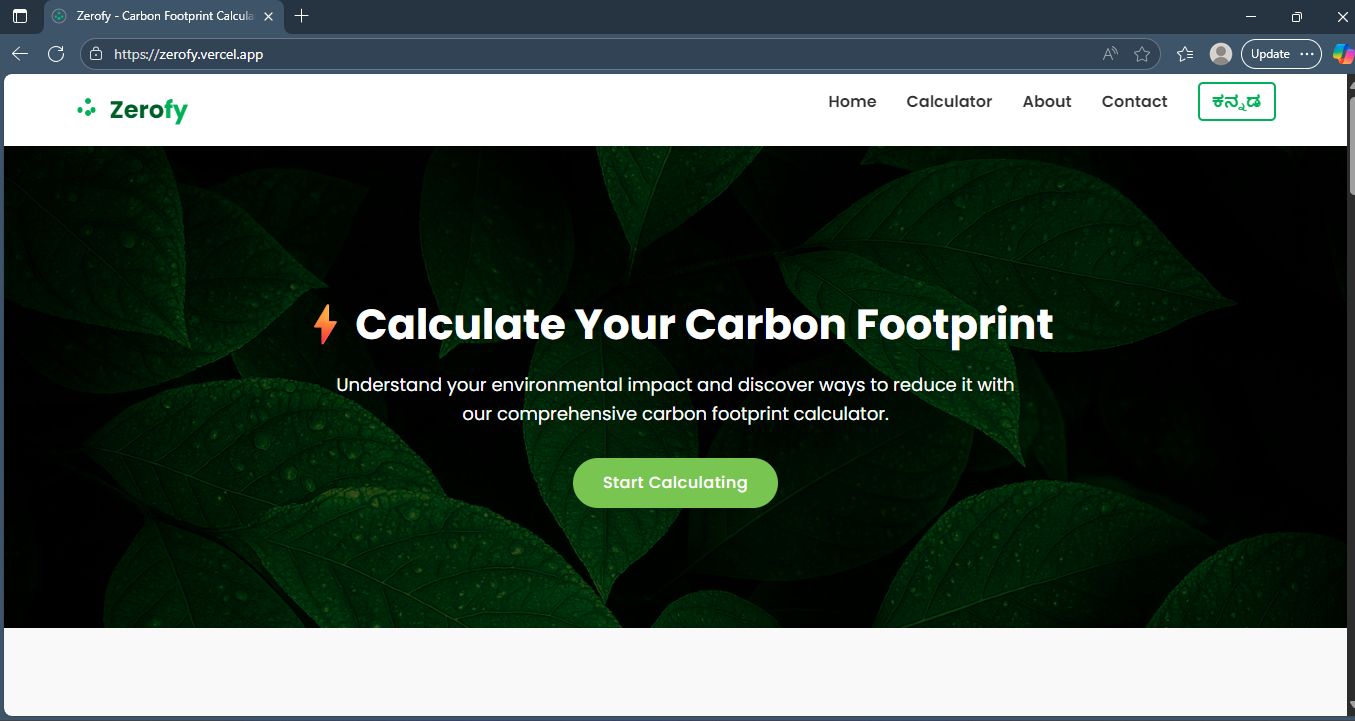 Zerofy - Carbon Footprint Calcula
https://zerofy.vercel.app
Update
Zerofy
Home
Calculator
About
Contact
ಕನ್ನಡ
Calculate Your Carbon Footprint
Understand your environmental impact and discover ways to reduce it with
our comprehensive carbon footprint calculator.
Start Calculating